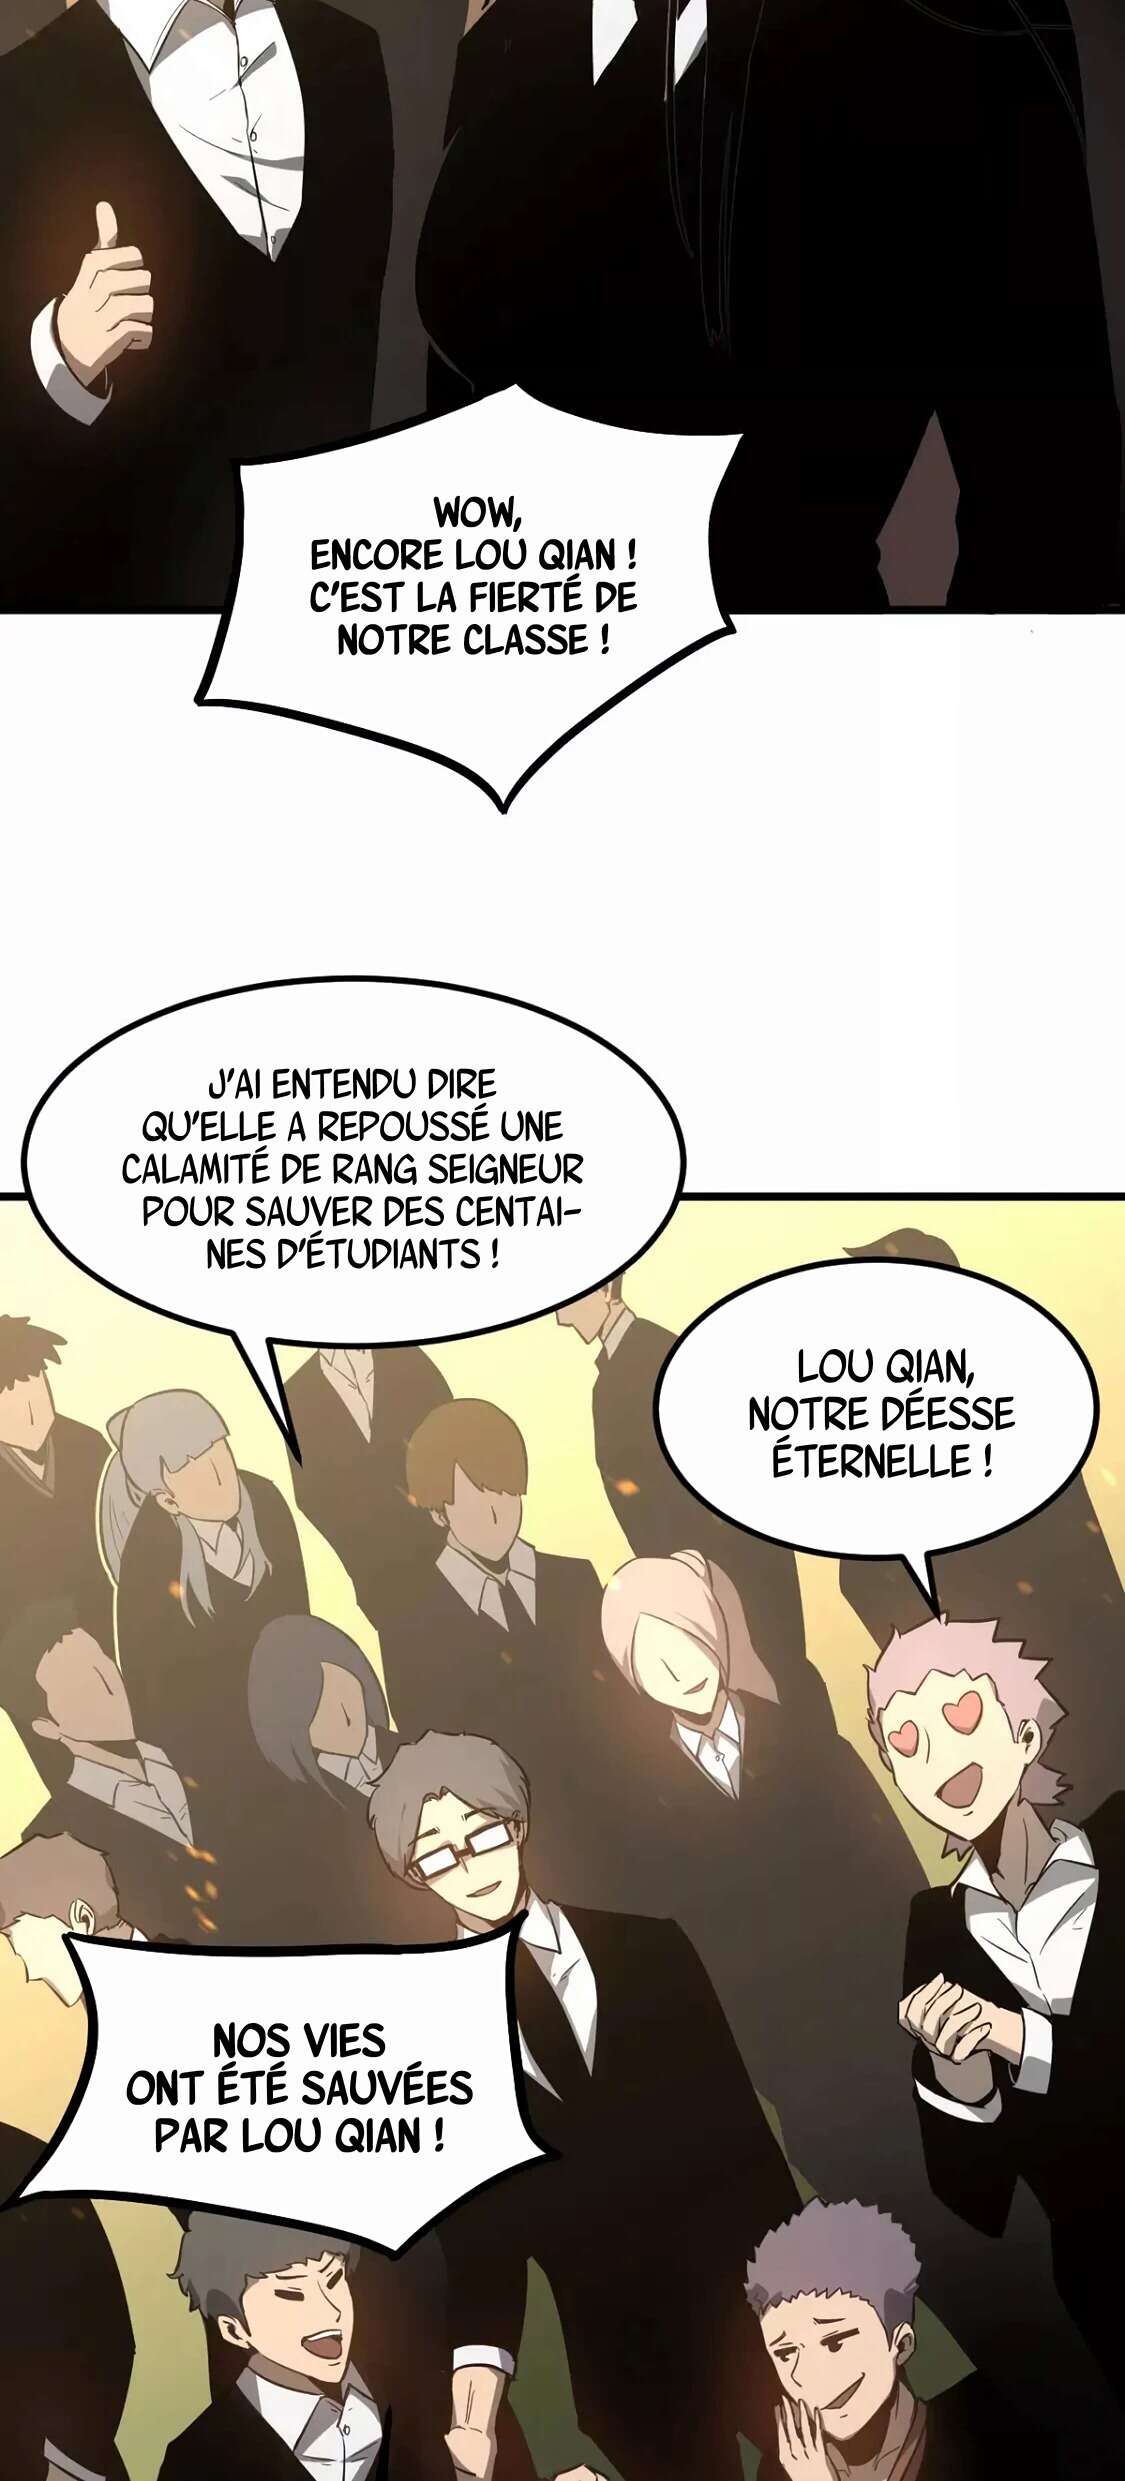 WOW,
ENCORE LOU QIAN !
C'EST LA FIERTÉ DE
NOTRE CLASSE !
J'AI ENTENDU DIRE
QU'ELLE A REPOUSSÉ UNE
CALAMITÉ DE RANG SEIGNEUR
POUR SAUVER DES CENTAI-
NES D'ÉTUDIANTS !
LOU QIAN,
NOTRE DÉESSE
ÉTERNELLE !
NOS VIES
ONT ÉTÉ SAUVÉES
PAR LOU QIAN !